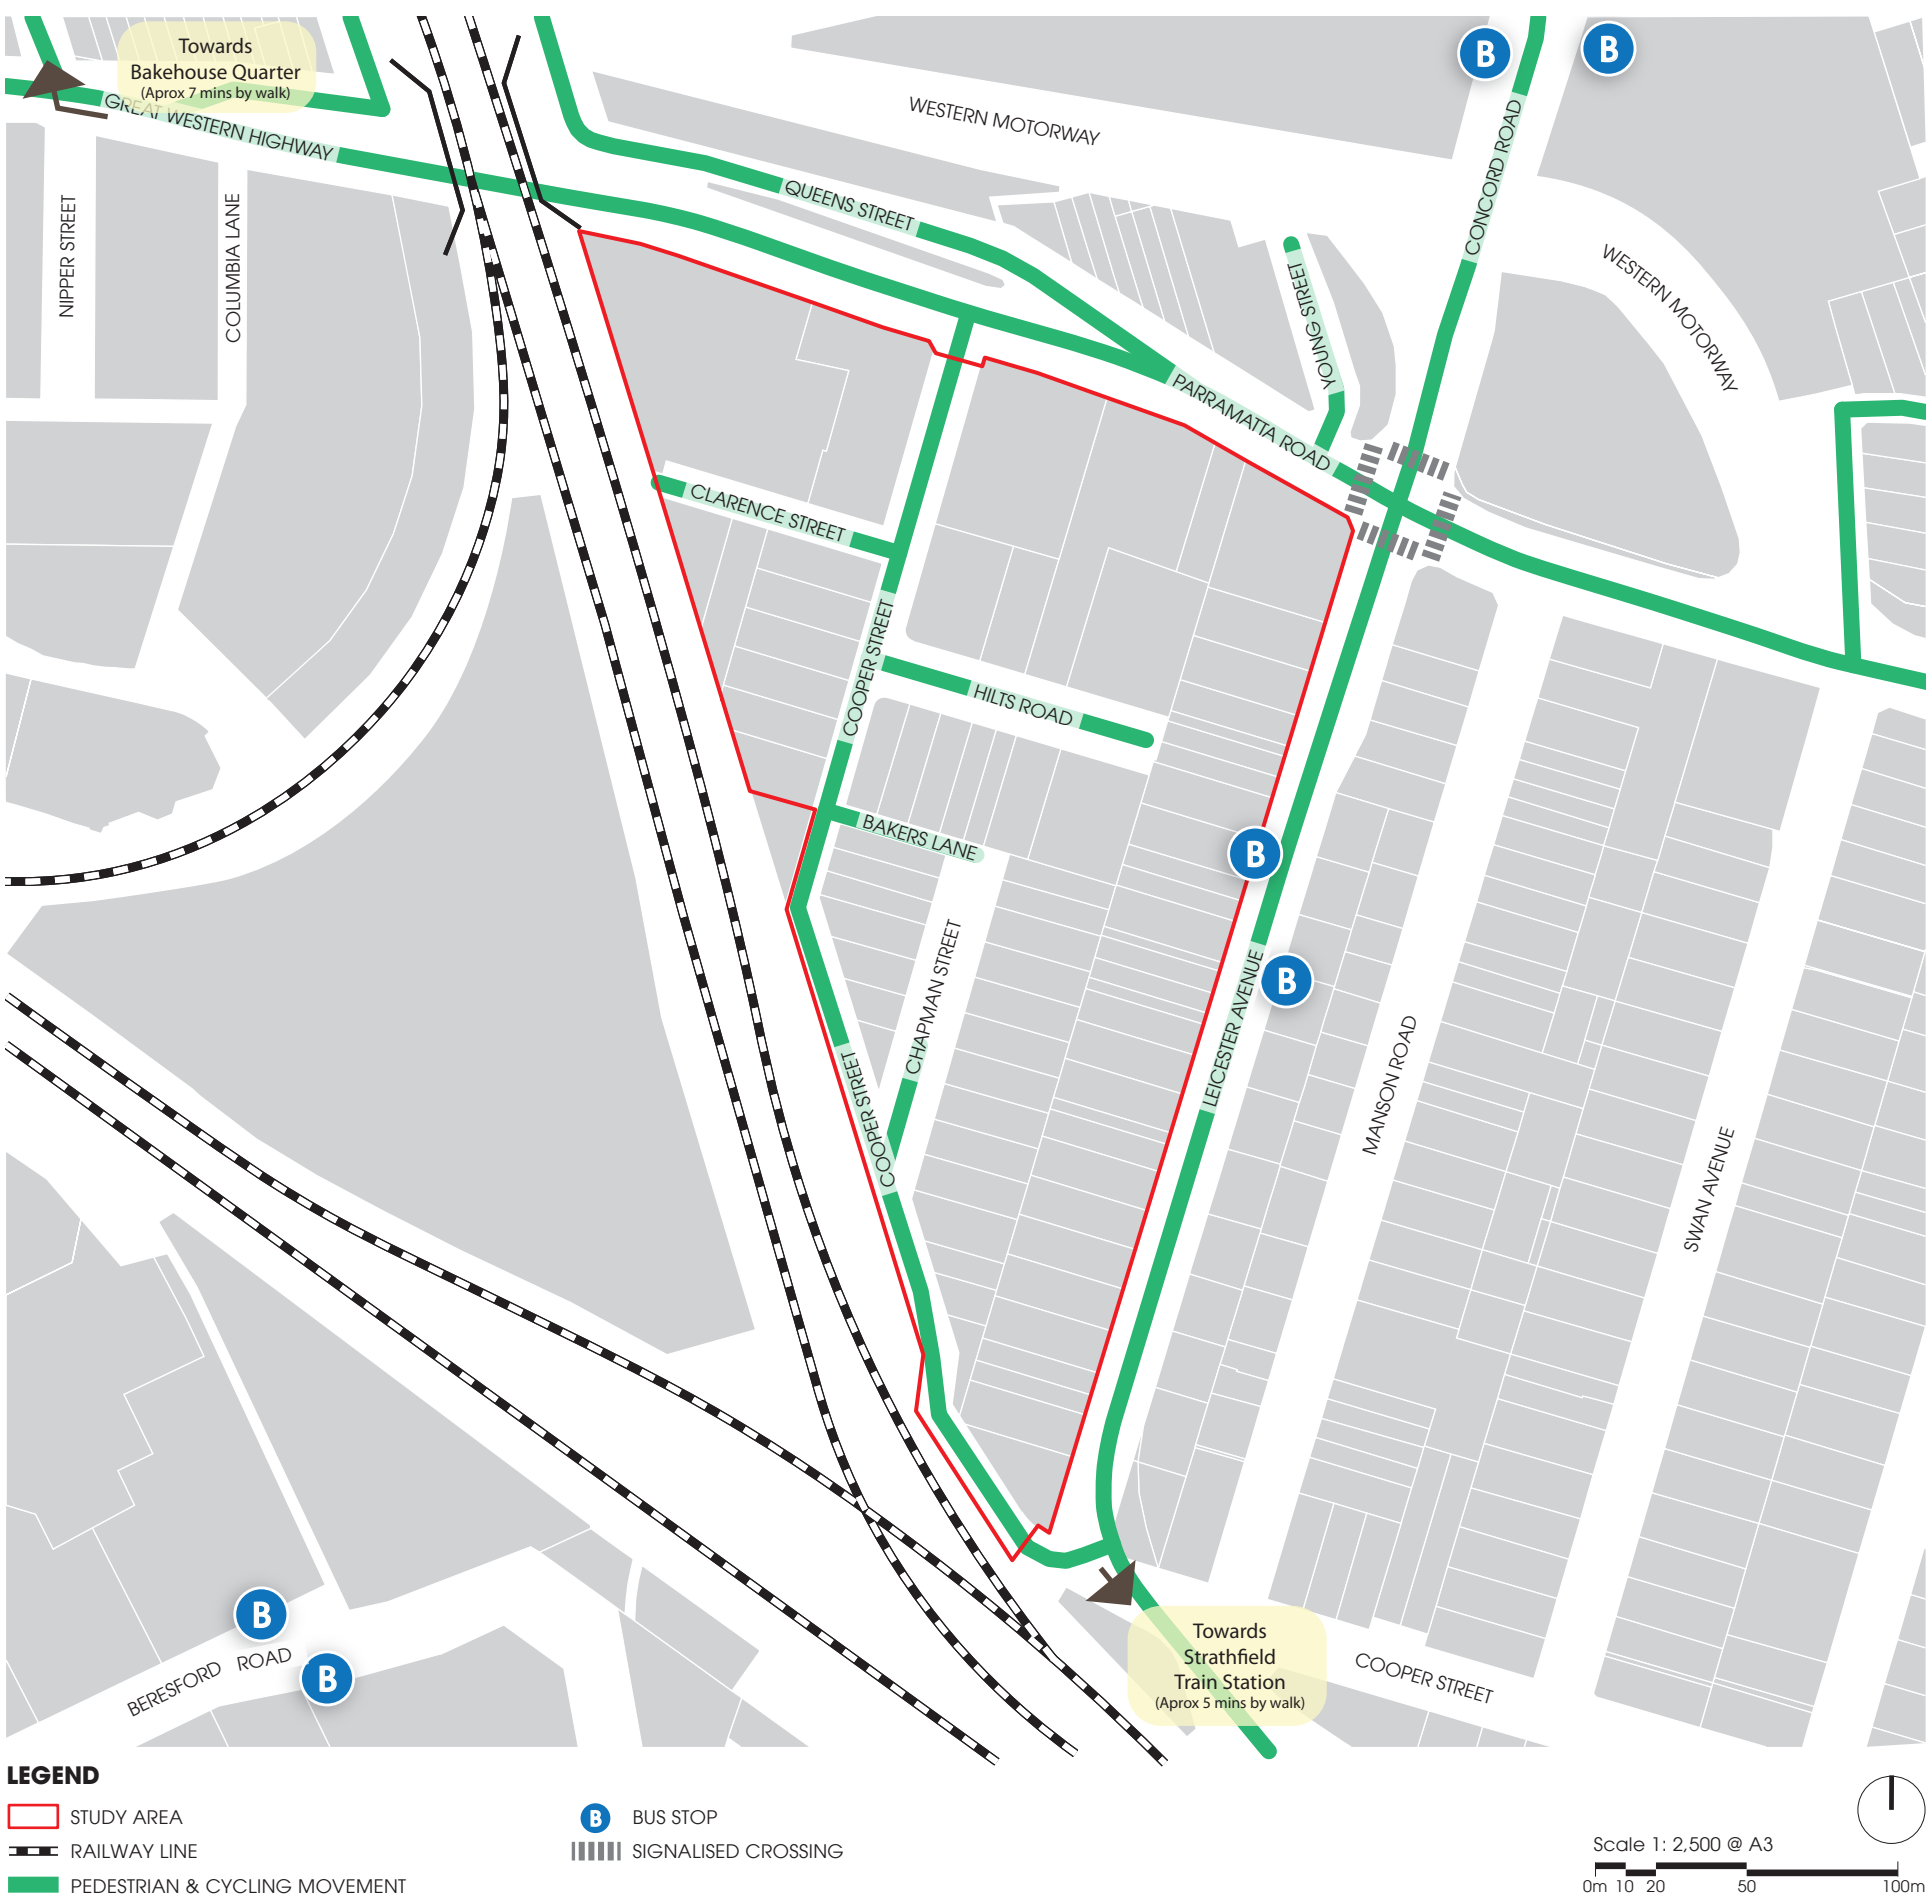 Towards
Bakehouse Quarter
(Aprox 7 mins by walk)
GREAT WESTERN HIGHWAY
WESTERN MOTORWAY
B
B
CONCORD ROAD
QUEENS STREET
NIPPER STREET
COLUMBIA LANE
YOUNG STREET
WESTERN MOTORWAY
PARRAMATTA ROAD
CLARENCE STREET
COOPER STREET
HILTS ROAD
BAKERS LANE
B
CHAPMAN STREET
LEICESTER AVENUE
B
MANSON ROAD
COOPER STREET
SWAN AVENUE
B
BERESFORD ROAD
B
Towards
Strathfield
Train Station
(Aprox 5 mins by walk)
COOPER STREET
LEGEND
STUDY AREA
RAILWAY LINE
PEDESTRIAN & CYCLING MOVEMENT
B BUS STOP
SIGNALISED CROSSING
Scale 1: 2,500 @ A3
0m 10 20 50 100m